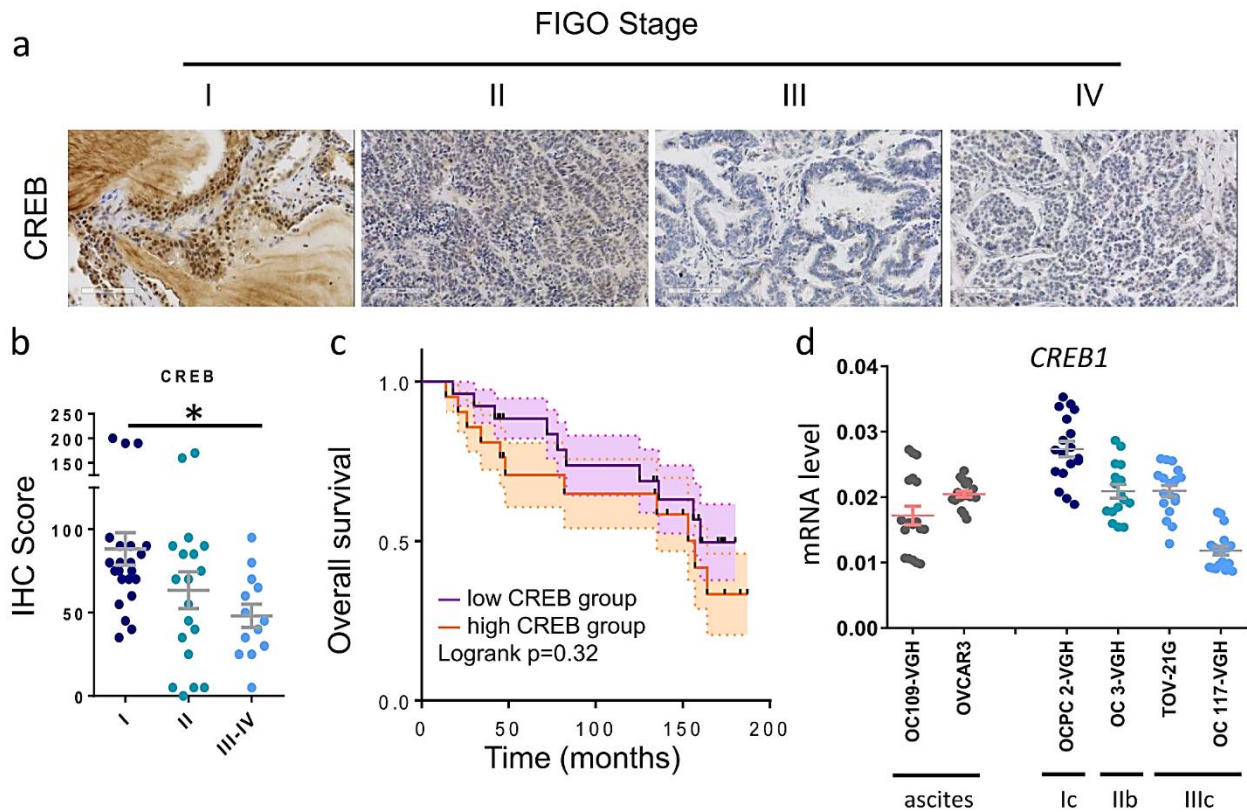 FIGO Stage
a
I II III IV
CREB
b
CREB
*
IHC Score
250
200
150
100
50
0
I II III-IV
c
Overall survival
1.0
0.5
0.0
low CREB group
high CREB group
Logrank p=0.32
0 50 100 150 200
Time (months)
d
CREB1
mRNA level
0.04
0.03
0.02
0.01
0.00
OC109-VGH
OVCAR3
OCPC 2-VGH
OC 3-VGH
TOV-21G
OC 117-VGH
ascites Ic IIb IIIc